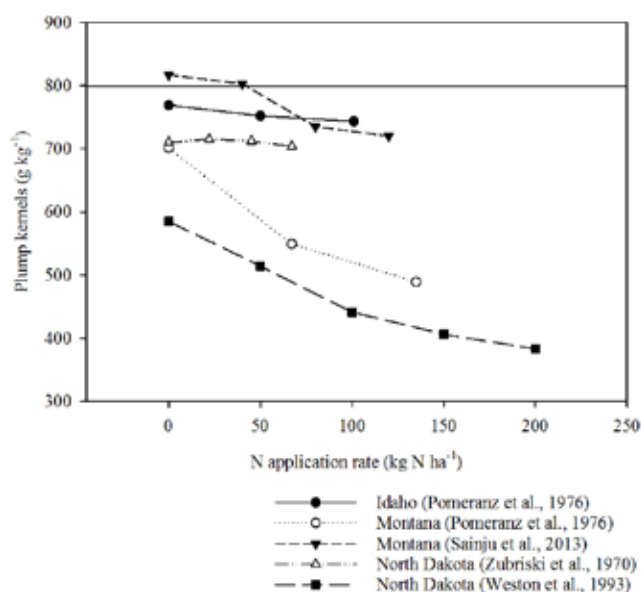 900
800
700
600
500
400
300
Plump kernels (g kg⁻¹)
0 50 100 150 200 250
N application rate (kg N ha⁻¹)
Idaho (Pomeranz et al., 1976)
Montana (Pomeranz et al., 1976)
Montana (Sainju et al., 2013)
North Dakota (Zubriski et al., 1970)
North Dakota (Weston et al., 1993)